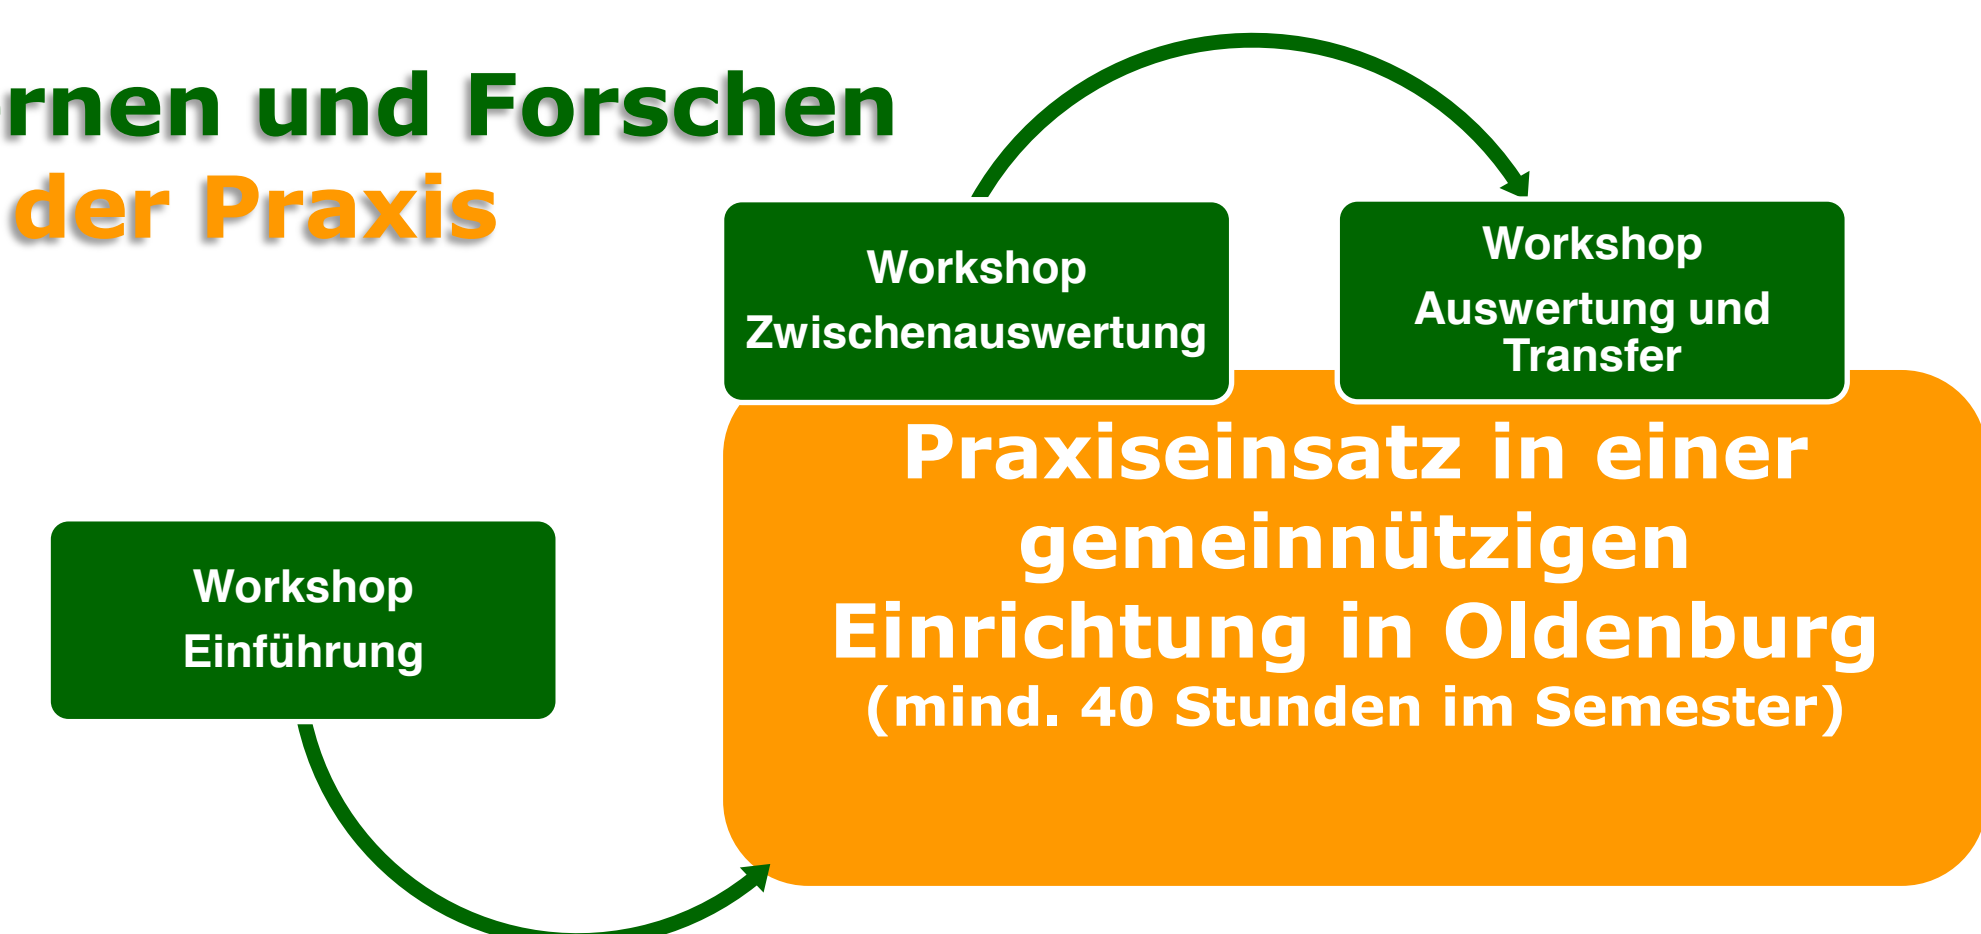 rnen und Forschen
der Praxis
Workshop
Zwischenauswertung
Workshop
Auswertung und
Transfer
Praxiseinsatz in einer
gemeinnützigen
Einrichtung in Oldenburg
(mind. 40 Stunden im Semester)
Workshop
Einführung